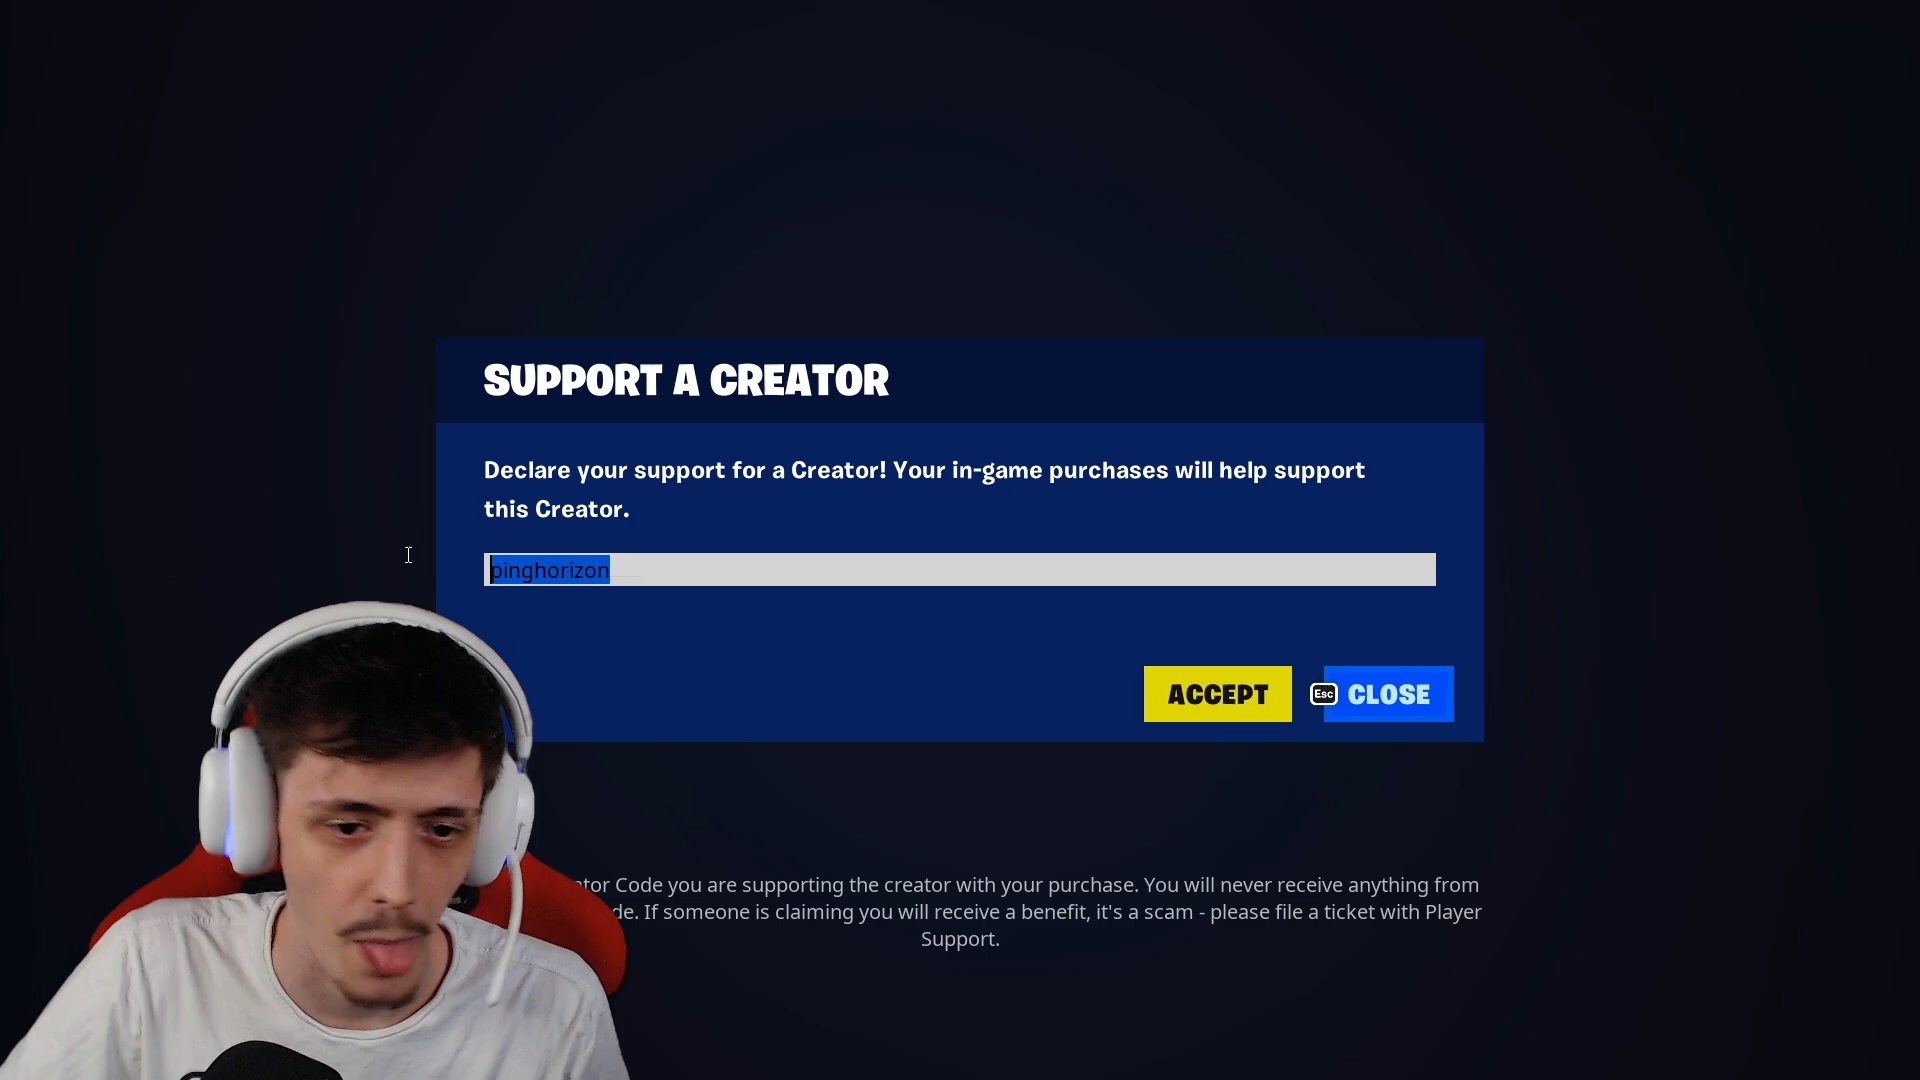 SUPPORT A CREATOR
Declare your support for a Creator! Your in-game purchases will help support
this Creator.
pinghorizon
ACCEPT
Esc CLOSE
Code you are supporting the creator with your purchase. You will never receive anything from
If someone is claiming you will receive a benefit, it's a scam - please file a ticket with Player
Support.